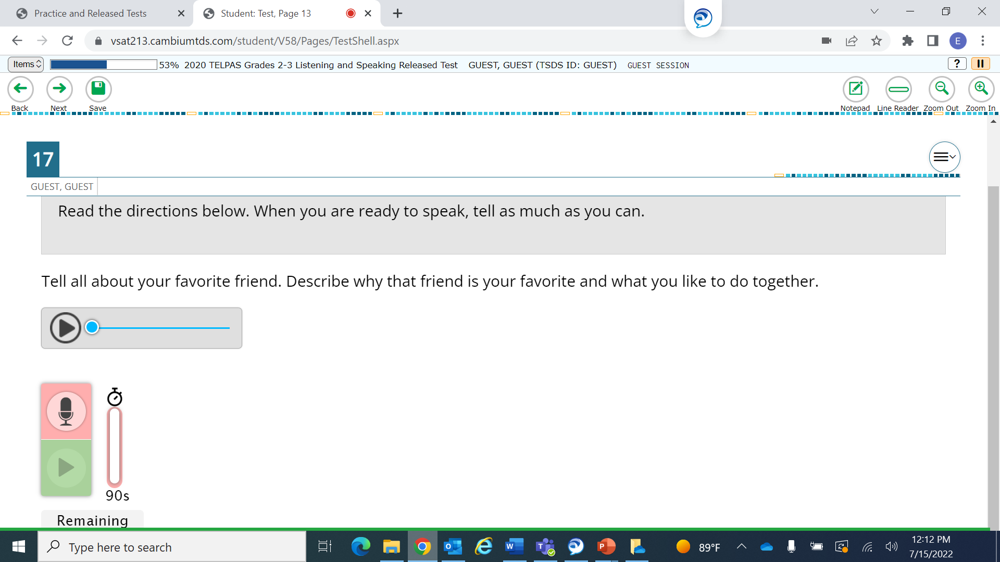 Practice and Released Tests
Student: Test, Page 13
vsat213.cambiumtds.com/student/V58/Pages/TestShell.aspx
E
Items 53% 2020 TELPAS Grades 2-3 Listening and Speaking Released Test GUEST, GUEST (TSDS ID: GUEST) GUEST SESSION ?
Back Next Save Notepad Line Reader Zoom Out Zoom In
17
GUEST, GUEST
Read the directions below. When you are ready to speak, tell as much as you can.
Tell all about your favorite friend. Describe why that friend is your favorite and what you like to do together.
90s
Remaining
Type here to search
89°F
12:12 PM
7/15/2022